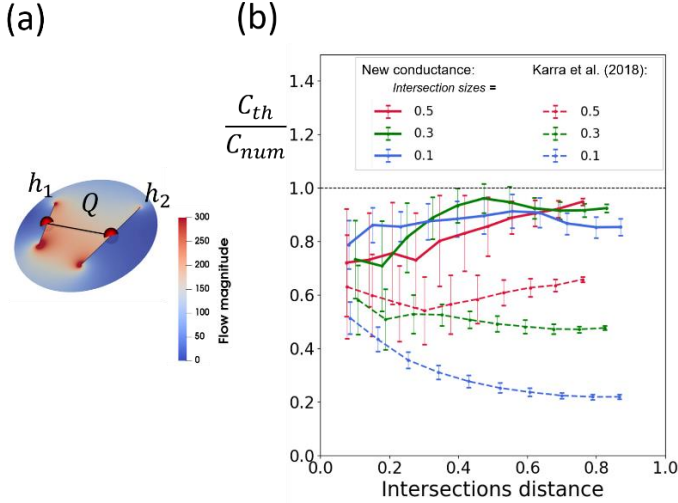 (a)
(b)
h₁
Q
h₂
300
250
200
150
100
50
0
Flow magnitude
C_th
C_num
New conductance:
Karra et al. (2018):
Intersection sizes =
0.5
0.5
0.3
0.3
0.1
0.1
1.4
1.2
1.0
0.8
0.6
0.4
0.2
0.0
0.0
0.2
0.4
0.6
0.8
1.0
Intersections distance